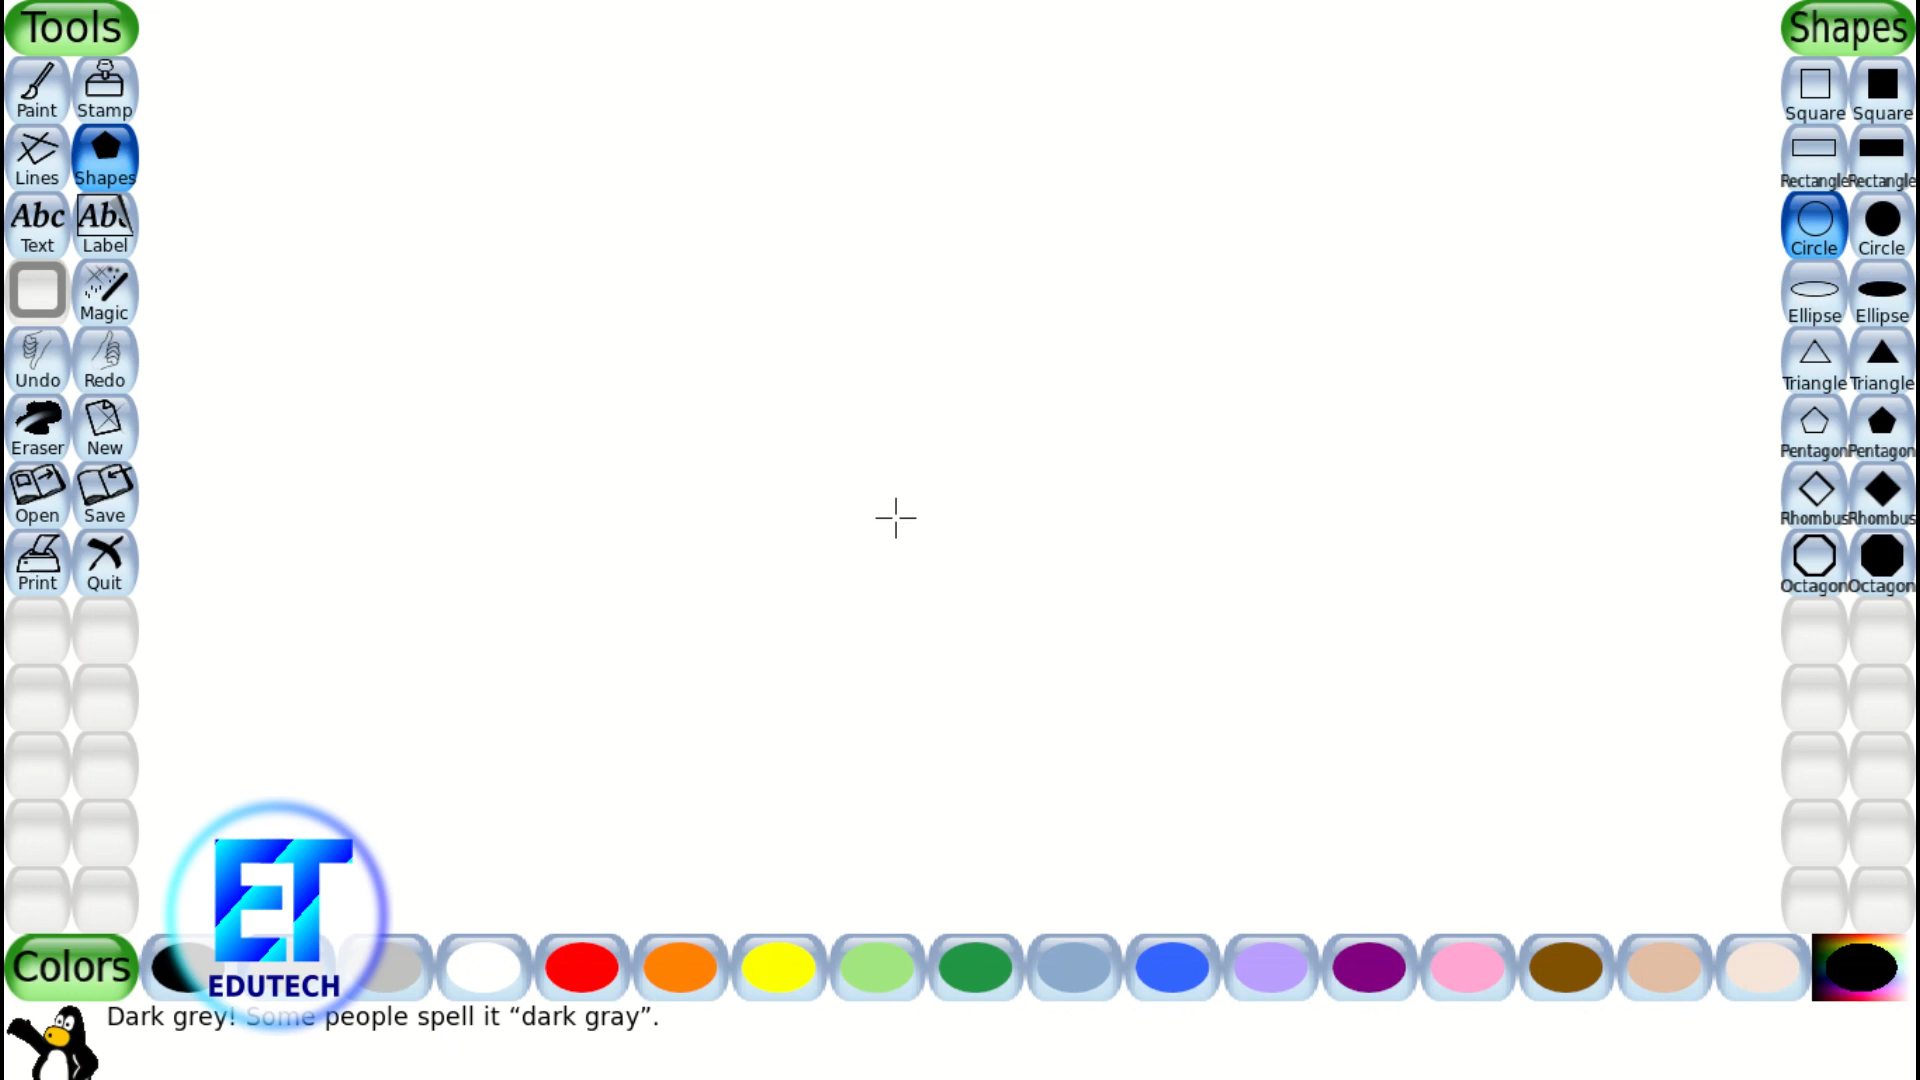 Tools
Shapes
Paint Stamp
Square Square
Lines Shapes
Rectangle Rectangle
Abc Abc
Text Label
Circle Circle
Magic
Ellipse Ellipse
Undo Redo
Triangle Triangle
Eraser New
Pentagon Pentagon
Open Save
Rhombus Rhombus
Print Quit
Octagon Octagon
ET
EDUTECH
Colors
Dark grey! Some people spell it “dark gray”.